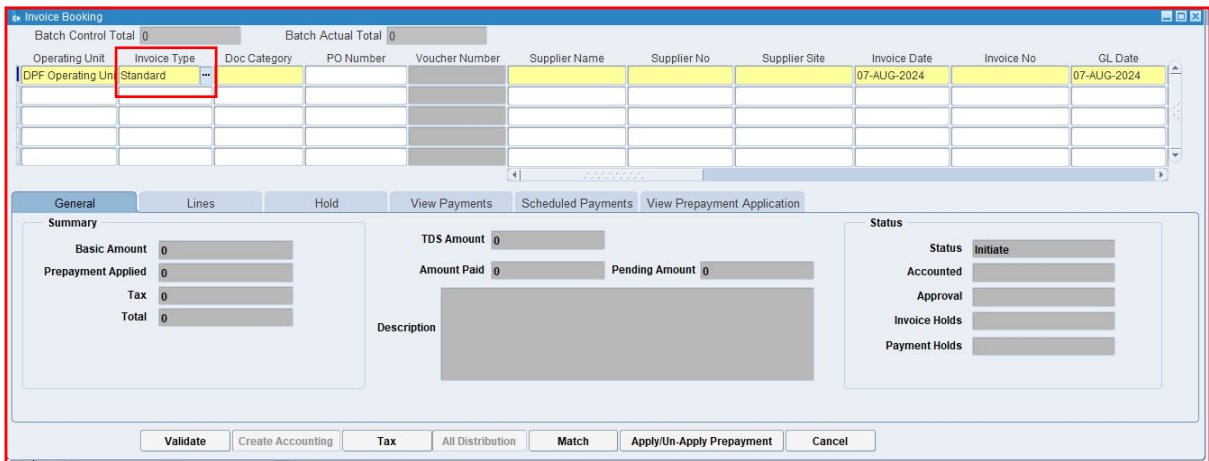 Invoice Booking
Batch Control Total 0 Batch Actual Total 0
Operating Unit Invoice Type Doc Category PO Number Voucher Number Supplier Name Supplier No Supplier Site Invoice Date Invoice No GL Date
DPF Operating Uni Standard ... 07-AUG-2024 07-AUG-2024
General Lines Hold View Payments Scheduled Payments View Prepayment Application
Summary Status
Basic Amount 0 TDS Amount 0 Status Initiate
Prepayment Applied 0 Amount Paid 0 Pending Amount 0 Accounted
Tax 0 Approval
Total 0 Description Invoice Holds
Payment Holds
Validate Create Accounting Tax All Distribution Match Apply/Un-Apply Prepayment Cancel